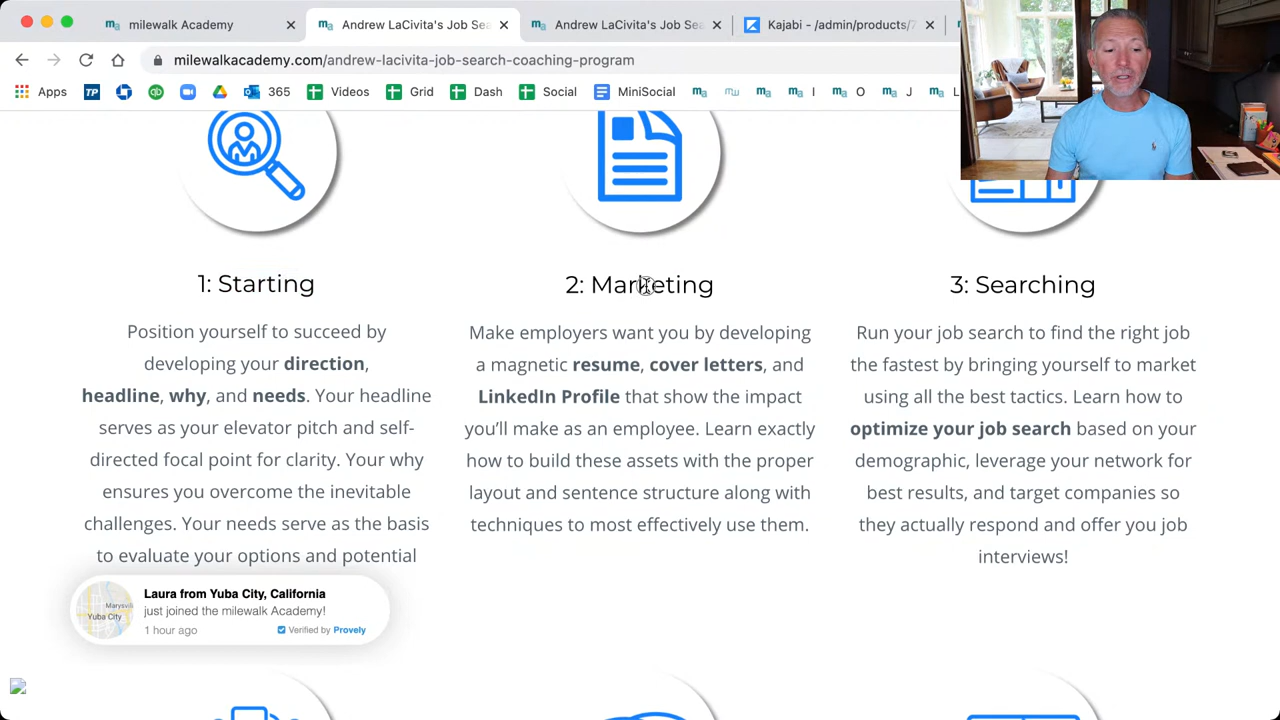 milewalk Academy
Andrew LaCivita's Job Sea
Andrew LaCivita's Job Sea
Kajabi - /admin/products/7
milewalkacademy.com/andrew-lacivita-job-search-coaching-program
Apps
TP
365
Videos
Grid
Dash
Social
MiniSocial
I
O
J
L
1: Starting
Position yourself to succeed by
developing your direction,
headline, why, and needs. Your headline
serves as your elevator pitch and self-
directed focal point for clarity. Your why
ensures you overcome the inevitable
challenges. Your needs serve as the basis
to evaluate your options and potential
2: Marketing
Make employers want you by developing
a magnetic resume, cover letters, and
LinkedIn Profile that show the impact
you'll make as an employee. Learn exactly
how to build these assets with the proper
layout and sentence structure along with
techniques to most effectively use them.
3: Searching
Run your job search to find the right job
the fastest by bringing yourself to market
using all the best tactics. Learn how to
optimize your job search based on your
demographic, leverage your network for
best results, and target companies so
they actually respond and offer you job
interviews!
Marysvil
Yuba City
Laura from Yuba City, California
just joined the milewalk Academy!
1 hour ago
Verified by Provely